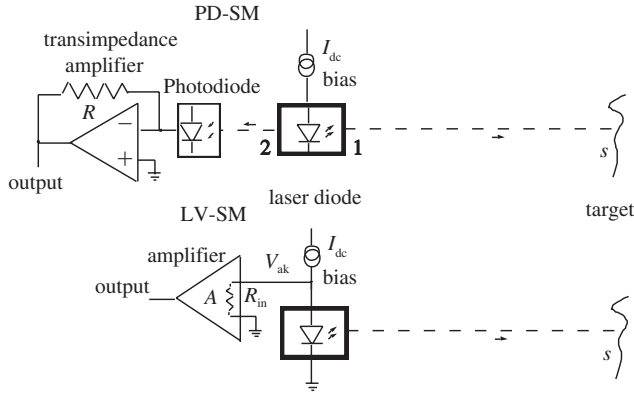 PD-SM
transimpedance
amplifier
I_dc
bias
Photodiode
R
−
+
2
1
s
output
laser diode
target
LV-SM
amplifier
V_ak
I_dc
bias
output
A
R_in
s